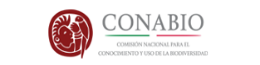 CONABIO
COMISIÓN NACIONAL PARA EL
CONOCIMIENTO Y USO DE LA BIODIVERSIDAD